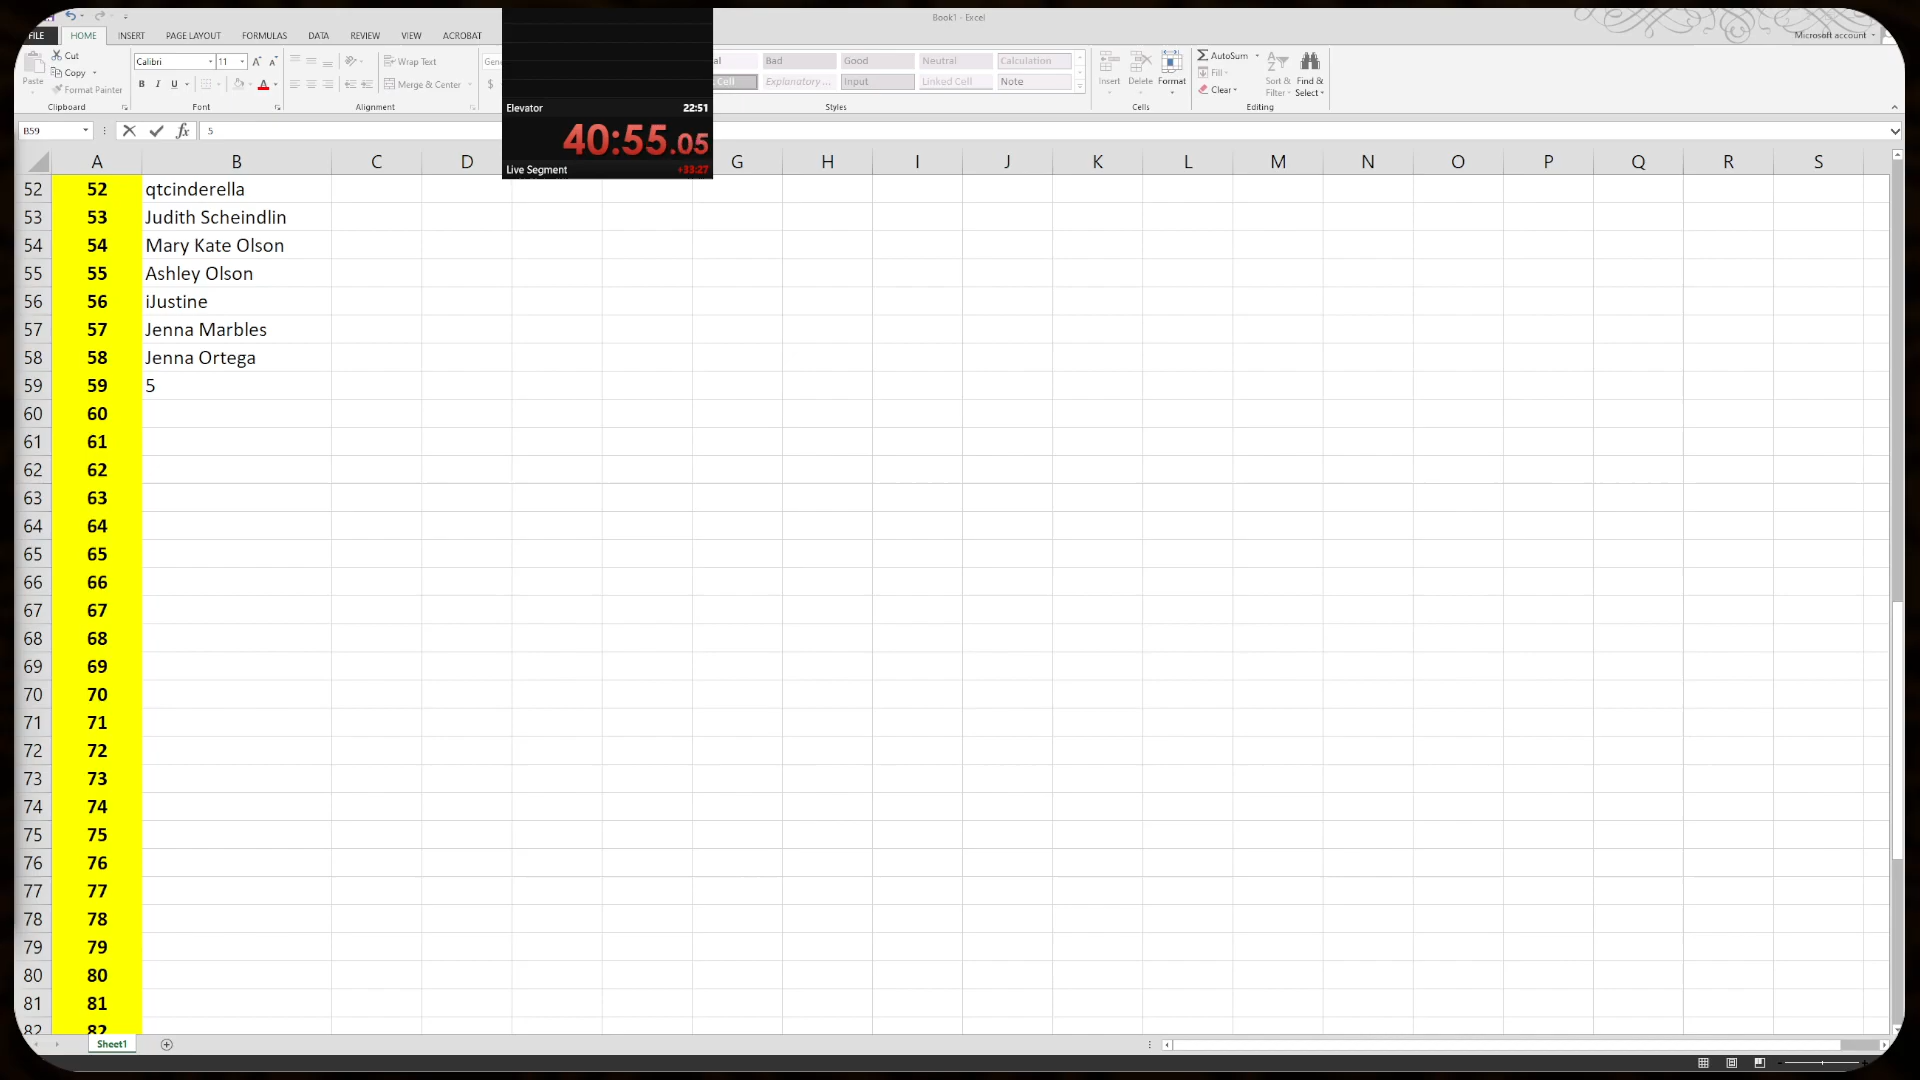 Book1 - Excel
FILE HOME INSERT PAGE LAYOUT FORMULAS DATA REVIEW VIEW ACROBAT Microsoft account
Paste Cut Copy Format Painter Clipboard
Calibri 11 B I U A Font
Wrap Text Merge & Center Alignment
Bad Good Neutral Calculation
Cell Explanatory ... Input Linked Cell Note Styles
Insert Delete Format Cells
AutoSum Fill Clear Sort & Filter Find & Select Editing
Elevator 22:51
40:55.05
Live Segment +33:27
B59 fx 5
A B C D G H I J K L M N O P Q R S
52 52 qtcinderella
53 53 Judith Scheindlin
54 54 Mary Kate Olson
55 55 Ashley Olson
56 56 iJustine
57 57 Jenna Marbles
58 58 Jenna Ortega
59 59 5
60 60
61 61
62 62
63 63
64 64
65 65
66 66
67 67
68 68
69 69
70 70
71 71
72 72
73 73
74 74
75 75
76 76
77 77
78 78
79 79
80 80
81 81
82 82
Sheet1